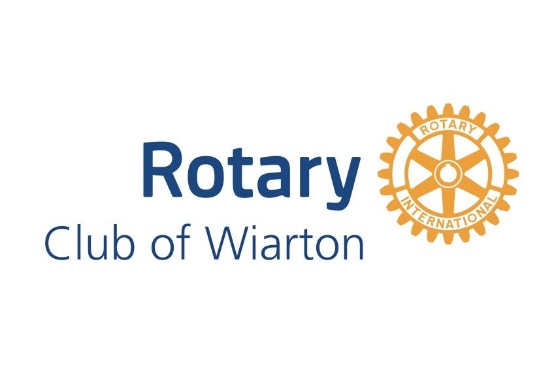 Rotary
Club of Wiarton
ROTARY
INTERNATIONAL